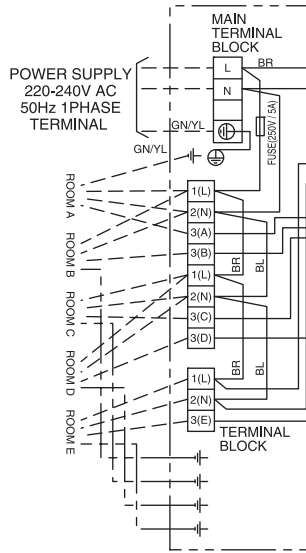 MAIN
TERMINAL
BLOCK
POWER SUPPLY
220-240V AC
50Hz 1PHASE
TERMINAL
L
BR
N
GN/YL
GN/YL
FUSE(250V / 5A)
ROOM A
ROOM B
ROOM C
ROOM D
ROOM E
1(L)
2(N)
3(A)
3(B)
1(L)
2(N)
3(C)
3(D)
BR
BL
BR
BL
1(L)
2(N)
3(E)
TERMINAL
BLOCK